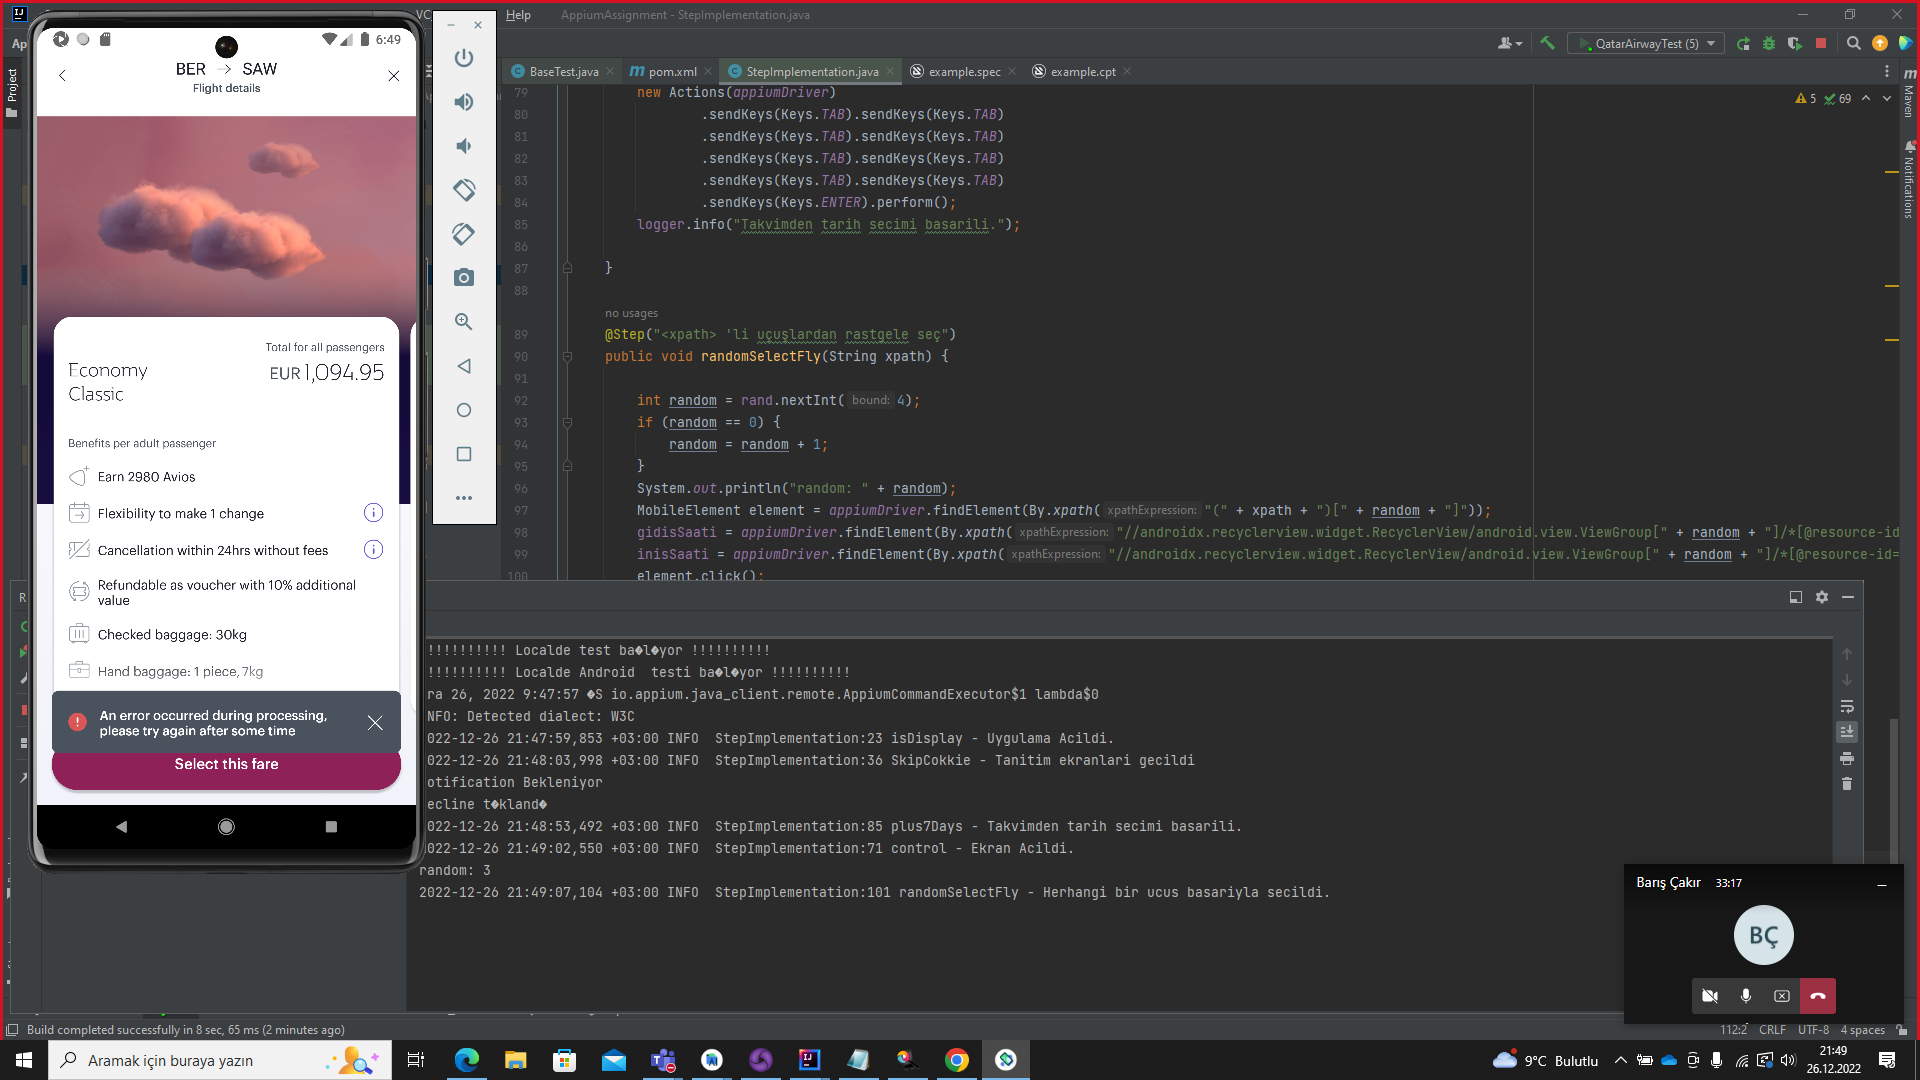 Help
AppiumAssignment - StepImplementation.java
6:49
BER → SAW
Flight details
Total for all passengers
Economy
Classic
EUR 1,094.95
Benefits per adult passenger
Earn 2980 Avios
Flexibility to make 1 change
Cancellation within 24hrs without fees
Refundable as voucher with 10% additional
value
Checked baggage: 30kg
Hand baggage: 1 piece, 7kg
An error occurred during processing,
please try again after some time
Select this fare
QatarAirwayTest (5)
Project
BaseTest.java
pom.xml
StepImplementation.java
example.spec
example.cpt
5 69
Maven
Notifications
79 new Actions(appiumDriver)
80 .sendKeys(Keys.TAB).sendKeys(Keys.TAB)
81 .sendKeys(Keys.TAB).sendKeys(Keys.TAB)
82 .sendKeys(Keys.TAB).sendKeys(Keys.TAB)
83 .sendKeys(Keys.TAB).sendKeys(Keys.TAB)
84 .sendKeys(Keys.ENTER).perform();
85 logger.info("Takvimden tarih secimi basarili.");
86
87 }
88
no usages
89 @Step("<xpath> 'li uçuşlardan rastgele seç")
90 public void randomSelectFly(String xpath) {
91
92 int random = rand.nextInt( bound: 4);
93 if (random == 0) {
94 random = random + 1;
95 }
96 System.out.println("random: " + random);
97 MobileElement element = appiumDriver.findElement(By.xpath( xpathExpression: "(" + xpath + ")[" + random + "]"));
98 gidisSaati = appiumDriver.findElement(By.xpath( xpathExpression: "//androidx.recyclerview.widget.RecyclerView/android.view.ViewGroup[" + random + "]/*[@resource-id
99 inisSaati = appiumDriver.findElement(By.xpath( xpathExpression: "//androidx.recyclerview.widget.RecyclerView/android.view.ViewGroup[" + random + "]/*[@resource-id=
100 element.click();
!!!!!!!!!! Localde test ba�l�yor !!!!!!!!!!
!!!!!!!!!! Localde Android  testi ba�l�yor !!!!!!!!!!
ra 26, 2022 9:47:57 �S io.appium.java_client.remote.AppiumCommandExecutor$1 lambda$0
NFO: Detected dialect: W3C
022-12-26 21:47:59,853 +03:00 INFO  StepImplementation:23 isDisplay - Uygulama Acildi.
022-12-26 21:48:03,998 +03:00 INFO  StepImplementation:36 SkipCokkie - Tanitim ekranlari gecildi
otification Bekleniyor
ecline t�kland�
022-12-26 21:48:53,492 +03:00 INFO  StepImplementation:85 plus7Days - Takvimden tarih secimi basarili.
022-12-26 21:49:02,550 +03:00 INFO  StepImplementation:71 control - Ekran Acildi.
random: 3
2022-12-26 21:49:07,104 +03:00 INFO  StepImplementation:101 randomSelectFly - Herhangi bir ucus basariyla secildi.
Barış Çakır 33:17
BÇ
Build completed successfully in 8 sec, 65 ms (2 minutes ago)
112:2 CRLF UTF-8 4 spaces
Aramak için buraya yazın
9°C Bulutlu
21:49
26.12.2022